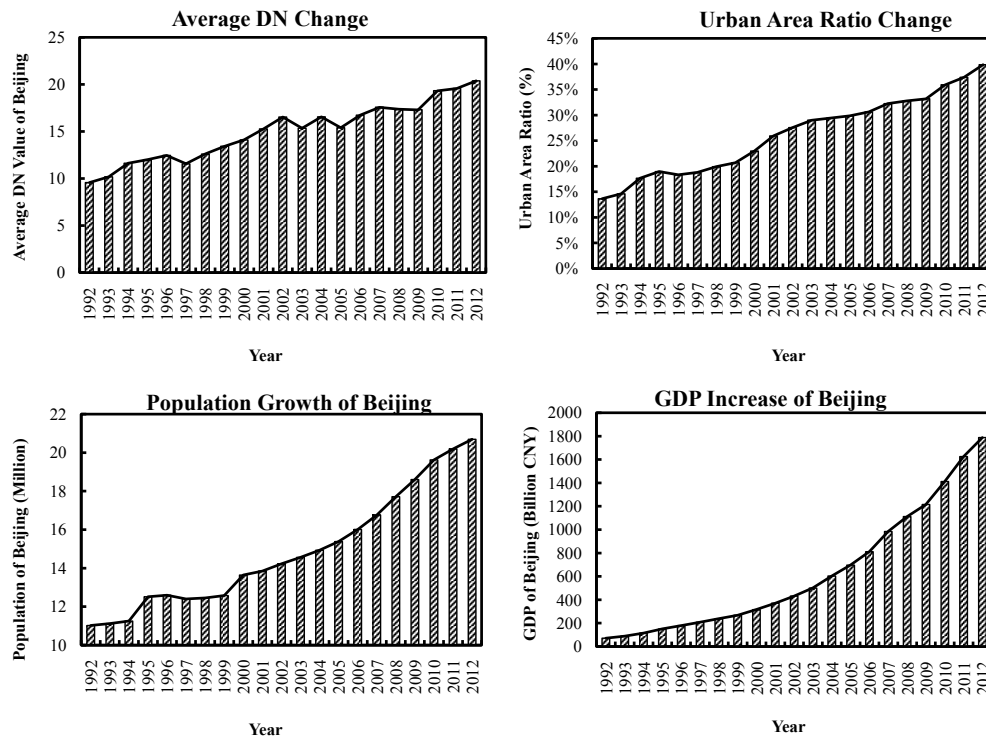 Average DN Change
Average DN Value of Beijing
25
20
15
10
5
0
1992 1993 1994 1995 1996 1997 1998 1999 2000 2001 2002 2003 2004 2005 2006 2007 2008 2009 2010 2011 2012
Year
Urban Area Ratio Change
Urban Area Ratio (%)
45%
40%
35%
30%
25%
20%
15%
10%
5%
0%
1992 1993 1994 1995 1996 1997 1998 1999 2000 2001 2002 2003 2004 2005 2006 2007 2008 2009 2010 2011 2012
Year
Population Growth of Beijing
Population of Beijing (Million)
22
20
18
16
14
12
10
1992 1993 1994 1995 1996 1997 1998 1999 2000 2001 2002 2003 2004 2005 2006 2007 2008 2009 2010 2011 2012
Year
GDP Increase of Beijing
GDP of Beijing (Billion CNY)
2000
1800
1600
1400
1200
1000
800
600
400
200
0
1992 1993 1994 1995 1996 1997 1998 1999 2000 2001 2002 2003 2004 2005 2006 2007 2008 2009 2010 2011 2012
Year